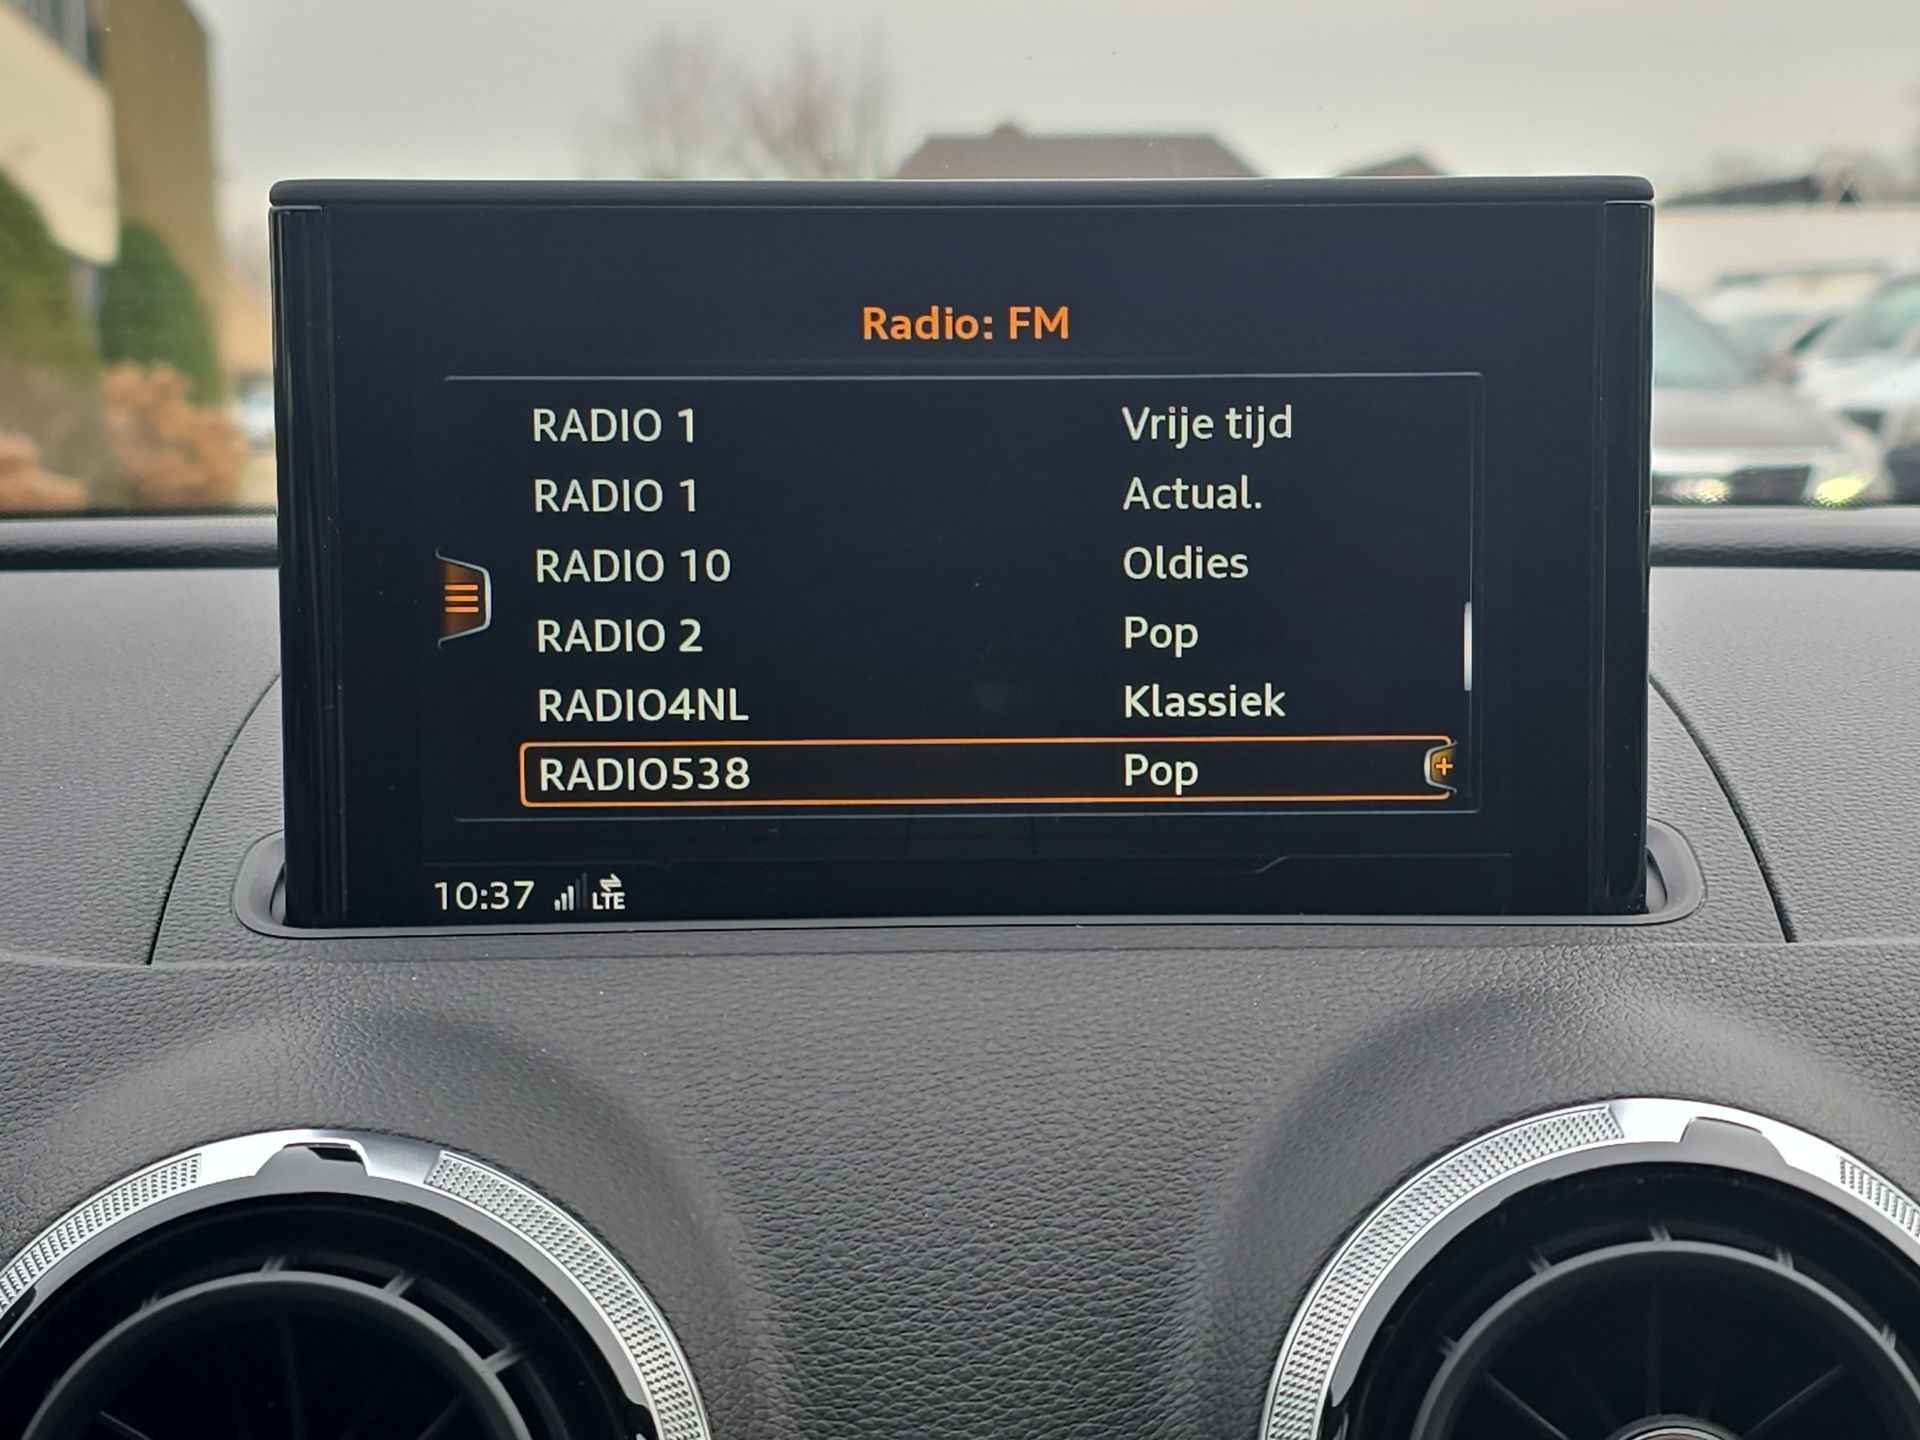 Radio: FM
RADIO 1 Vrije tijd
RADIO 1 Actual.
RADIO 10 Oldies
RADIO 2 Pop
RADIO4NL Klassiek
RADIO538 Pop
10:37 LTE